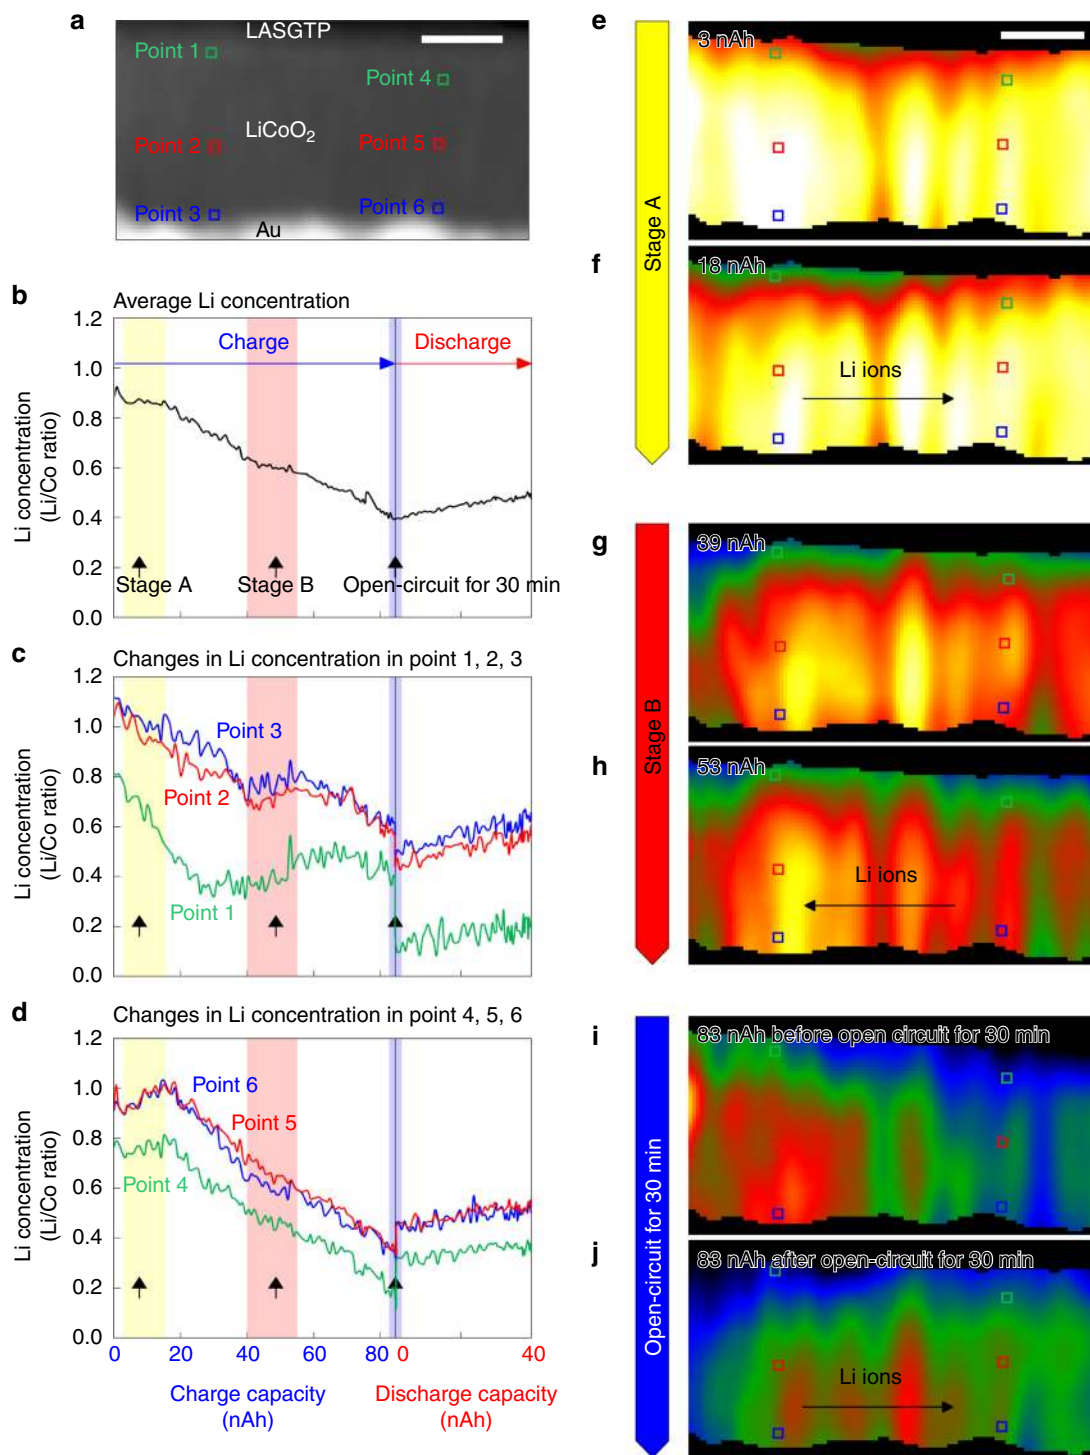 a
LASGTP
Point 1
Point 4
LiCoO2
Point 2
Point 5
Point 3
Point 6
Au
b
Average Li concentration
Li concentration
(Li/Co ratio)
1.2
1.0
0.8
0.6
0.4
0.2
0.0
Charge
Discharge
Stage A
Stage B
Open-circuit for 30 min
c
Changes in Li concentration in point 1, 2, 3
Li concentration
(Li/Co ratio)
1.2
1.0
0.8
0.6
0.4
0.2
0.0
Point 3
Point 2
Point 1
d
Changes in Li concentration in point 4, 5, 6
Li concentration
(Li/Co ratio)
1.2
1.0
0.8
0.6
0.4
0.2
0.0
Point 6
Point 5
Point 4
0 20 40 60 80 0 40
Charge capacity
(nAh)
Discharge capacity
(nAh)
Stage A
e
3 nAh
f
18 nAh
Li ions
Stage B
g
39 nAh
h
53 nAh
Li ions
Open-circuit for 30 min
i
83 nAh before open circuit for 30 min
j
83 nAh after open-circuit for 30 min
Li ions